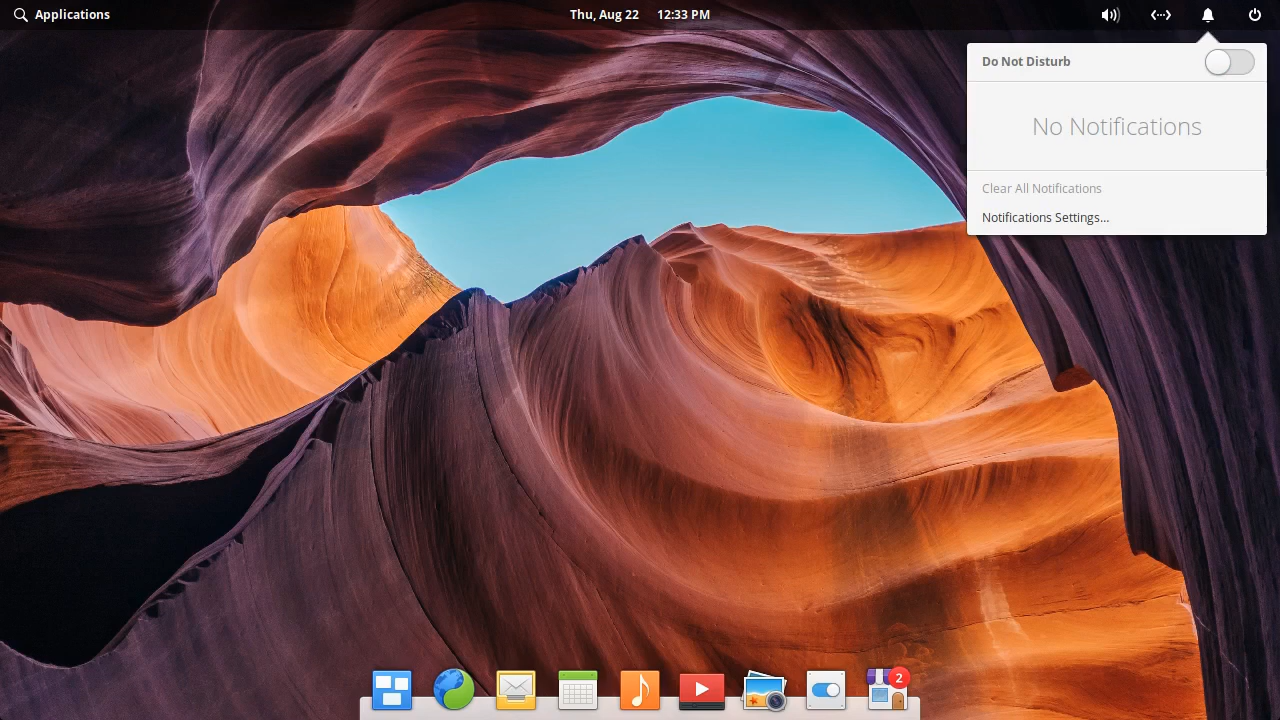 Applications
Thu, Aug 22 12:33 PM
Do Not Disturb
No Notifications
Clear All Notifications
Notifications Settings...
2